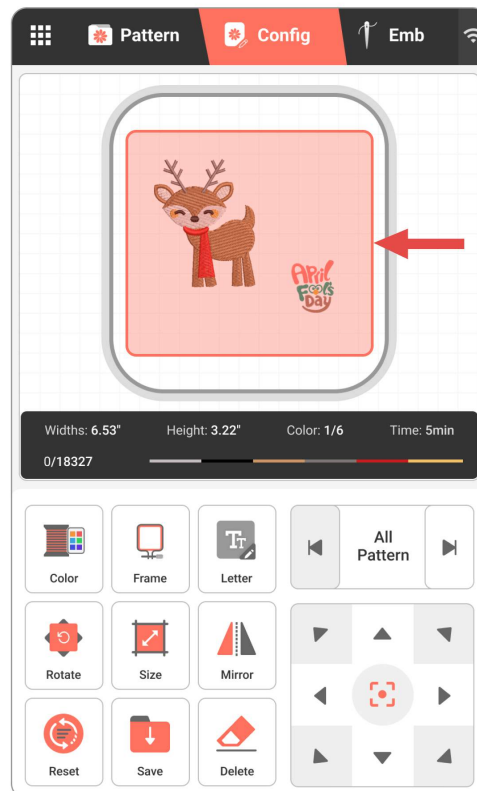 Pattern Config Emb
APRil
FOOL'S
DAY
Widths: 6.53" Height: 3.22" Color: 1/6 Time: 5min
0/18327
Color Frame Letter
All
Pattern
Rotate Size Mirror
Reset Save Delete